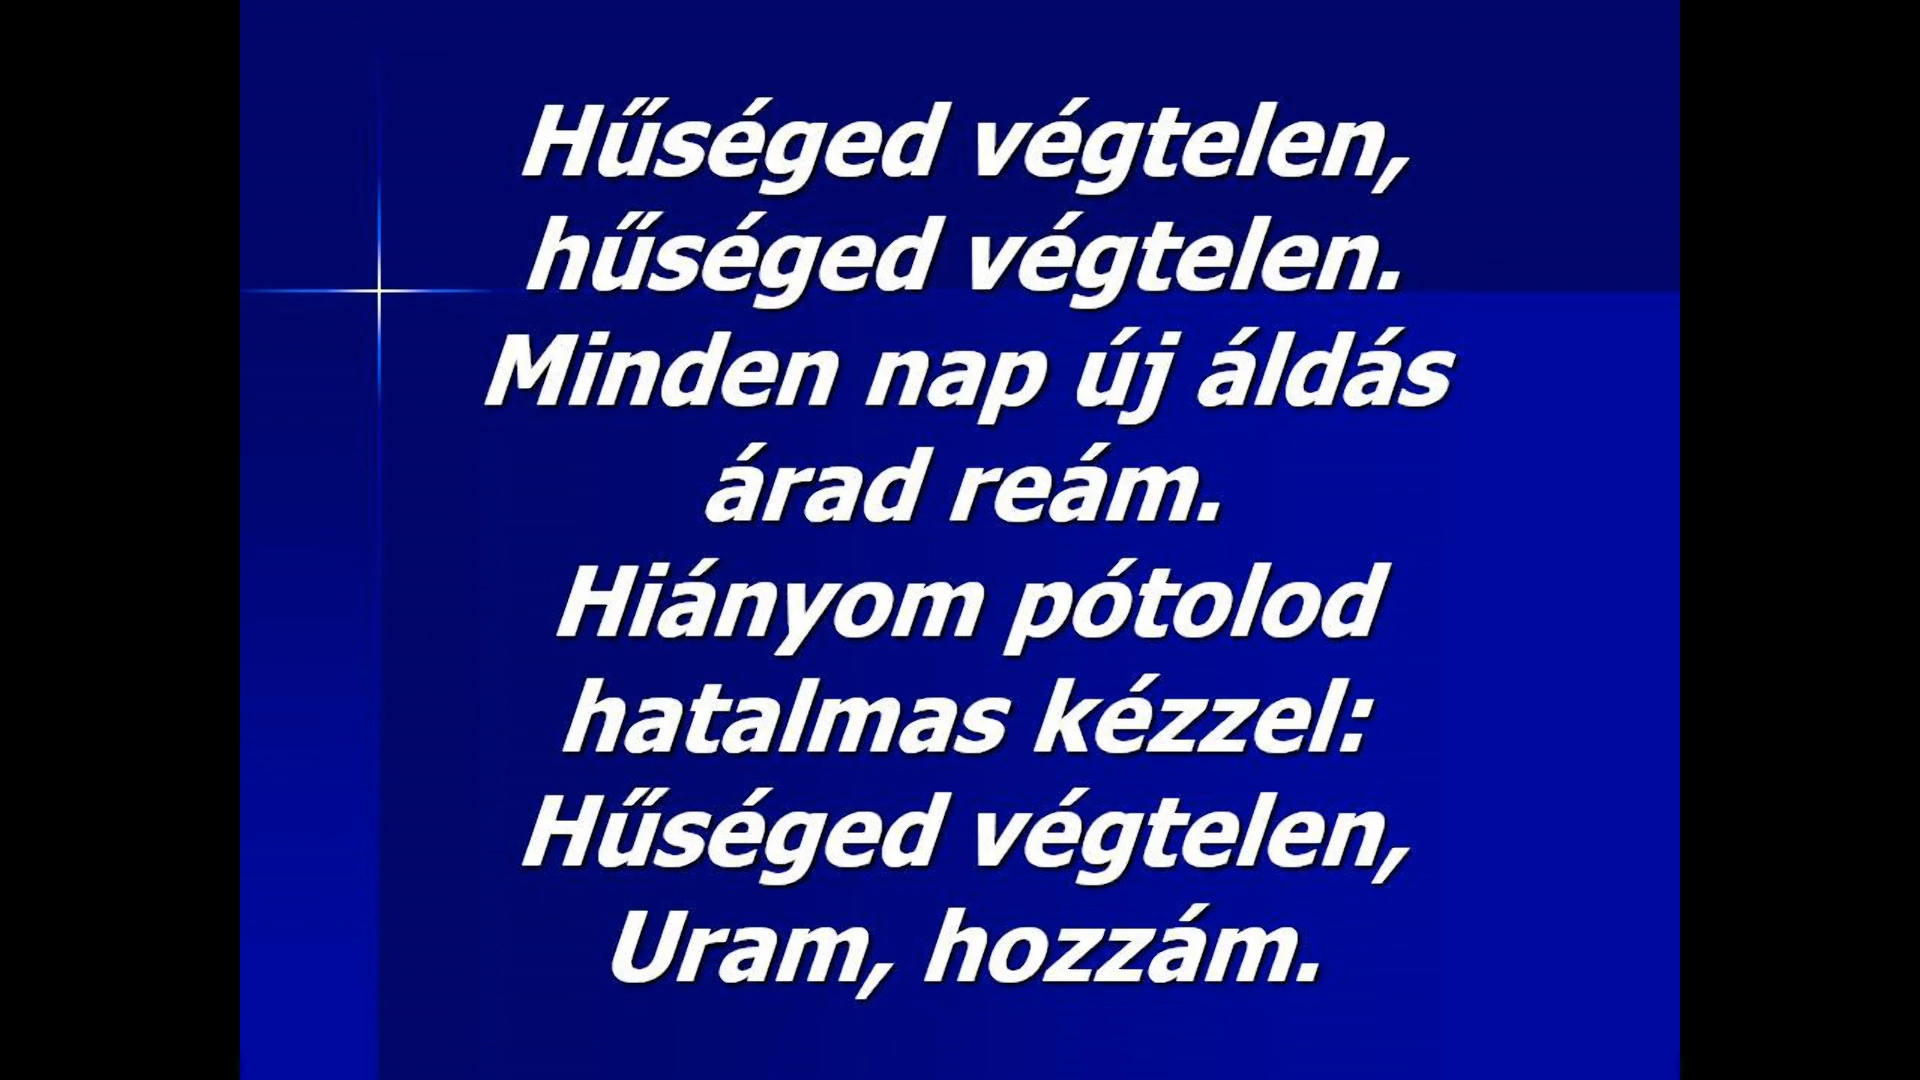 Hűséged végtelen,
hűséged végtelen.
Minden nap új áldás
árad reám.
Hiányom pótolod
hatalmas kézzel:
Hűséged végtelen,
Uram, hozzám.